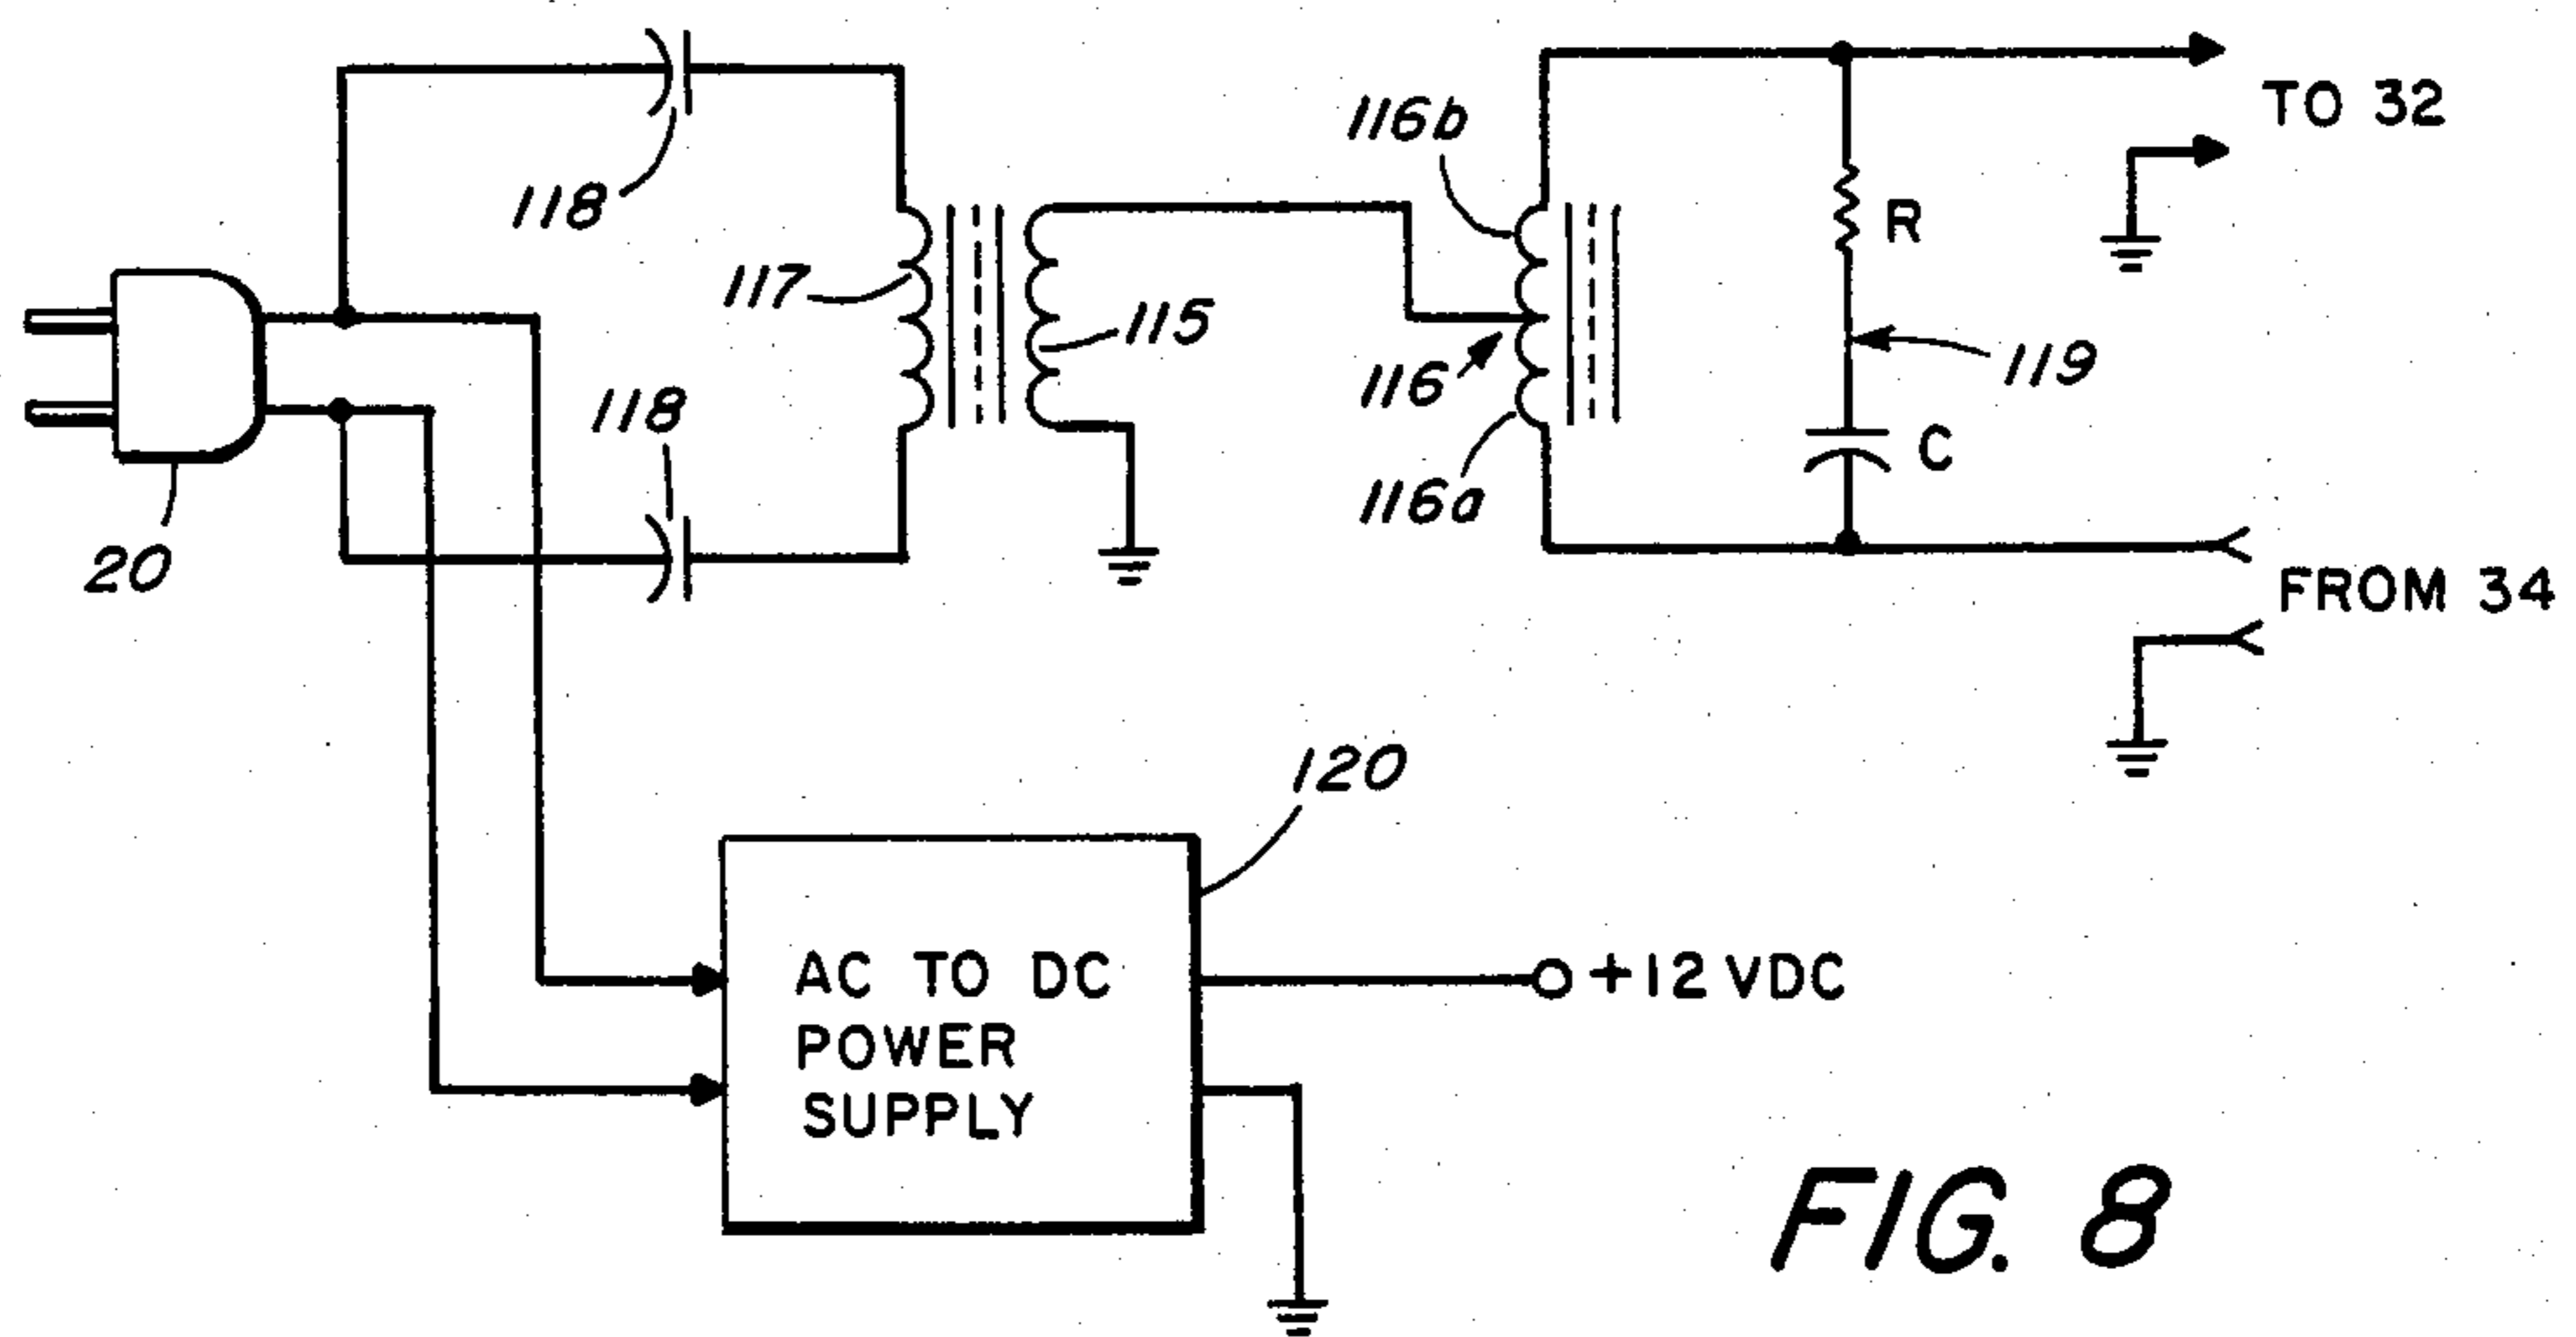 116b
TO 32
118
R
117
115
116
119
118
C
116a
20
FROM 34
120
AC TO DC
POWER
SUPPLY
+12 VDC
FIG. 8